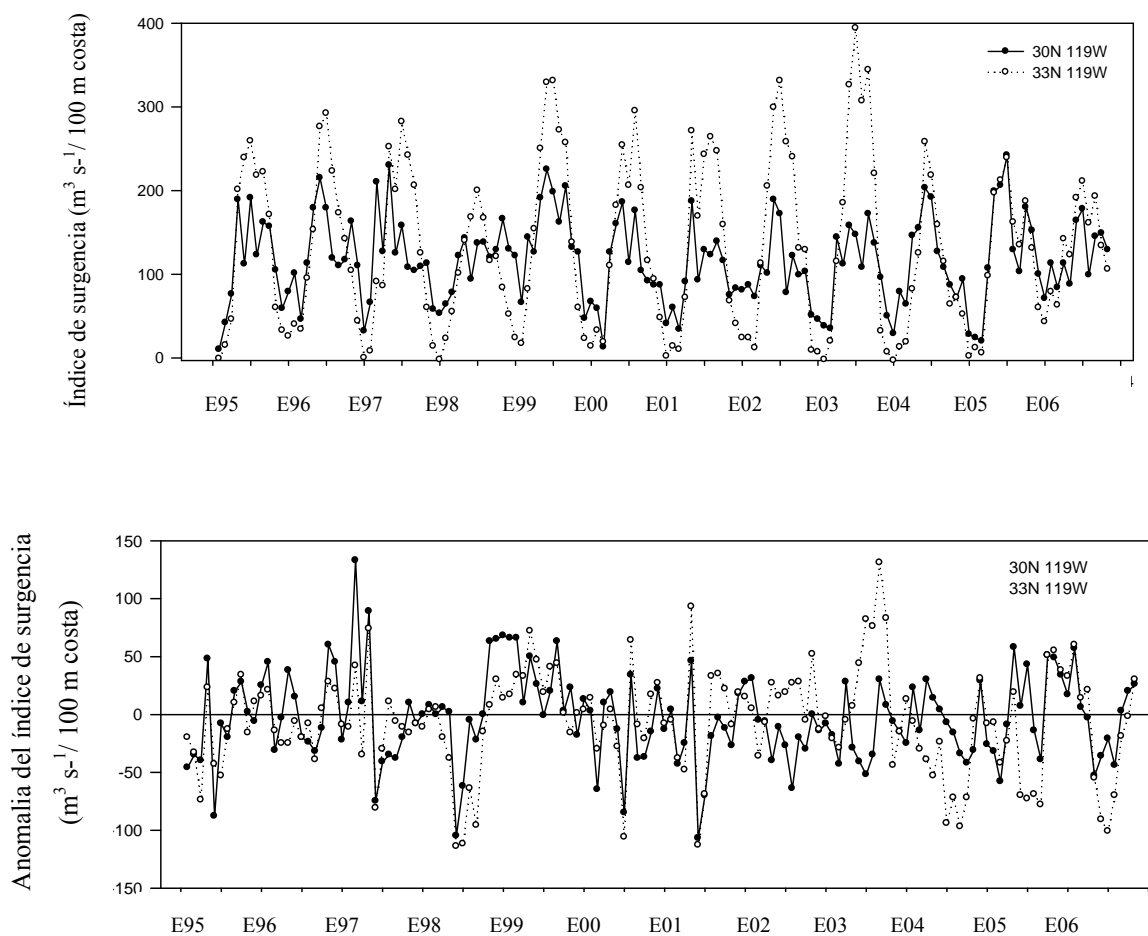 Índice de surgencia (m³ s-¹/ 100 m costa)
400
300
200
100
0
30N 119W
33N 119W
E95 E96 E97 E98 E99 E00 E01 E02 E03 E04 E05 E06
Anomalia del índice de surgencia
(m³ s-¹/ 100 m costa)
150
100
50
0
-50
-100
-150
30N 119W
33N 119W
E95 E96 E97 E98 E99 E00 E01 E02 E03 E04 E05 E06